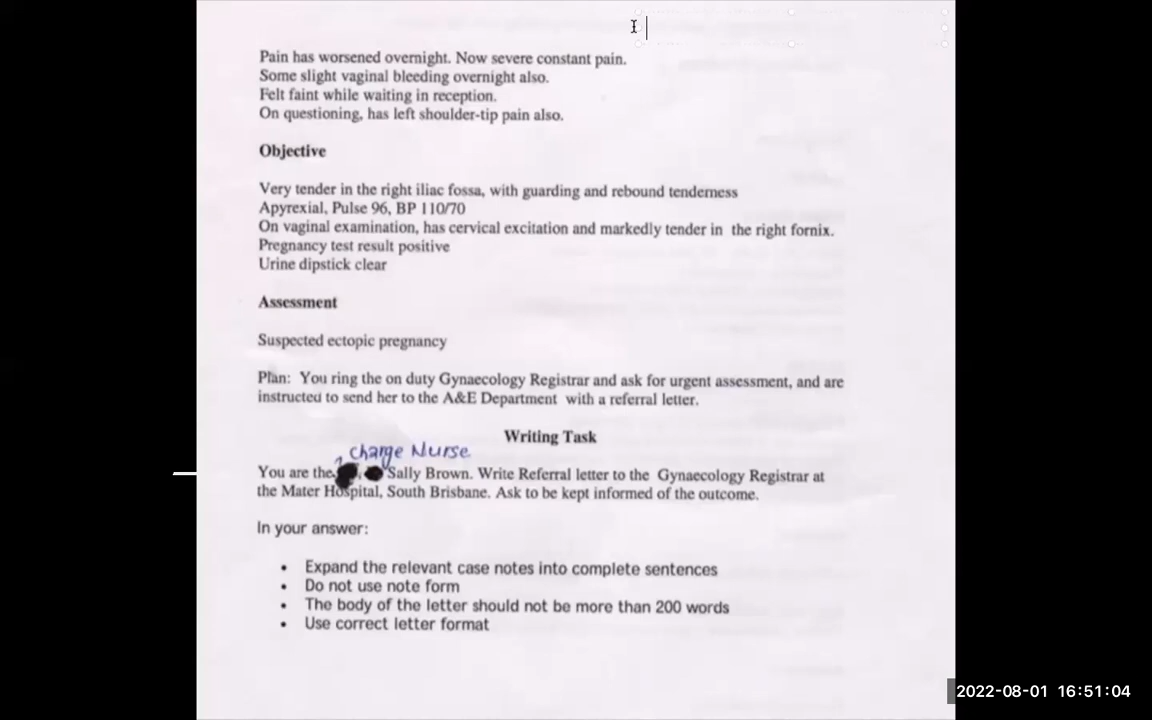 Pain has worsened overnight. Now severe constant pain.
Some slight vaginal bleeding overnight also.
Felt faint while waiting in reception.
On questioning, has left shoulder-tip pain also.
Objective
Very tender in the right iliac fossa, with guarding and rebound tenderness
Apyrexial, Pulse 96, BP 110/70
On vaginal examination, has cervical excitation and markedly tender in the right fornix.
Pregnancy test result positive
Urine dipstick clear
Assessment
Suspected ectopic pregnancy
Plan: You ring the on duty Gynaecology Registrar and ask for urgent assessment, and are
instructed to send her to the A&E Department with a referral letter.
Writing Task
charge Nurse
You are the Sally Brown. Write Referral letter to the Gynaecology Registrar at
the Mater Hospital, South Brisbane. Ask to be kept informed of the outcome.
In your answer:
• Expand the relevant case notes into complete sentences
• Do not use note form
• The body of the letter should not be more than 200 words
• Use correct letter format
2022-08-01 16:51:04